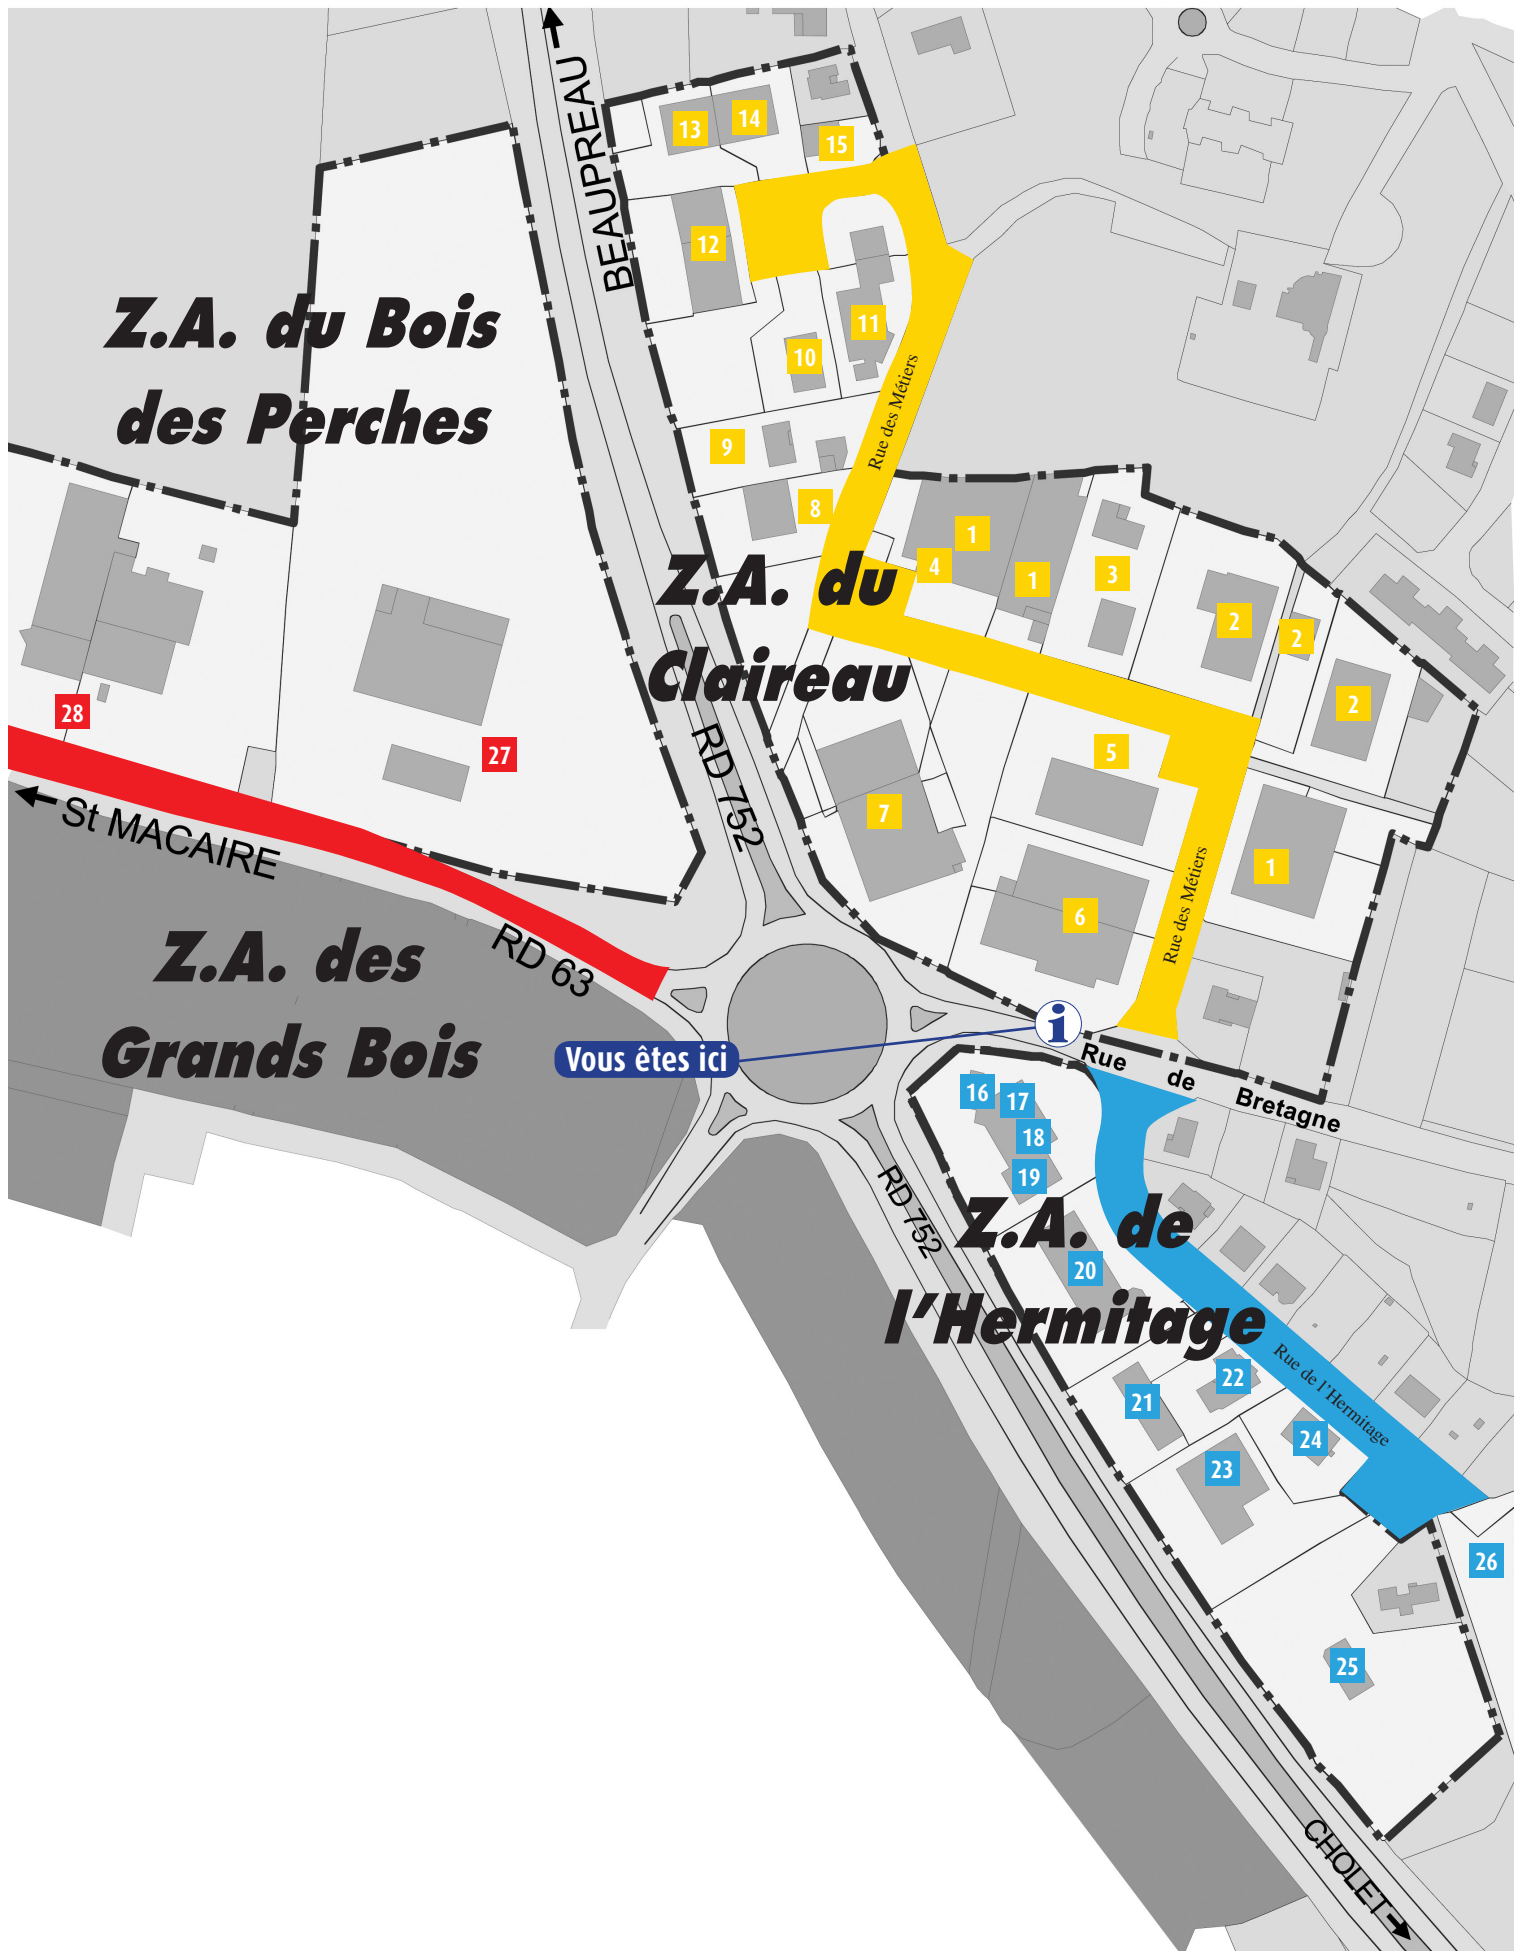 BEAUPREAU
13
14
15
12
11
10
9
8
Rue des Métiers
Z.A. du Bois
des Perches
1
4
1
3
2
2
2
Z.A. du
Claireau
28
27
5
7
1
6
RD 752
Rue des Métiers
St MACAIRE
RD 63
Z.A. des
Grands Bois
i
Vous êtes ici
Rue de Bretagne
16
17
18
19
RD 752
Z.A. de
l'Hermitage
20
21
22
23
24
Rue de l'Hermitage
26
25
CHOLET